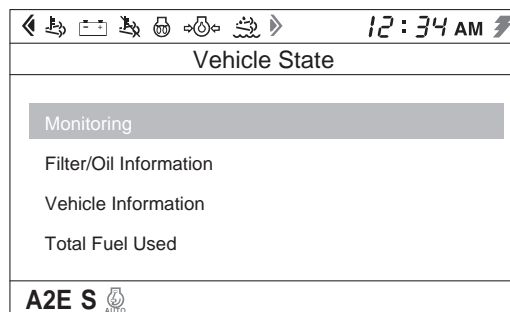 12:34 AM
Vehicle State
Monitoring
Filter/Oil Information
Vehicle Information
Total Fuel Used
A2E S AUTO